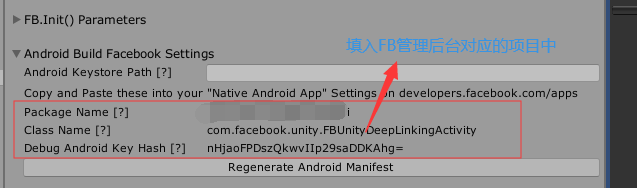 FB.Init() Parameters
Android Build Facebook Settings
填入FB管理后台对应的项目中
Android Keystore Path [?]
Copy and Paste these into your "Native Android App" Settings on developers.facebook.com/apps
Package Name [?] i
Class Name [?] com.facebook.unity.FBUnityDeepLinkingActivity
Debug Android Key Hash [?] nHjaoFPDszQkwvIIp29saDDKAhg=
Regenerate Android Manifest